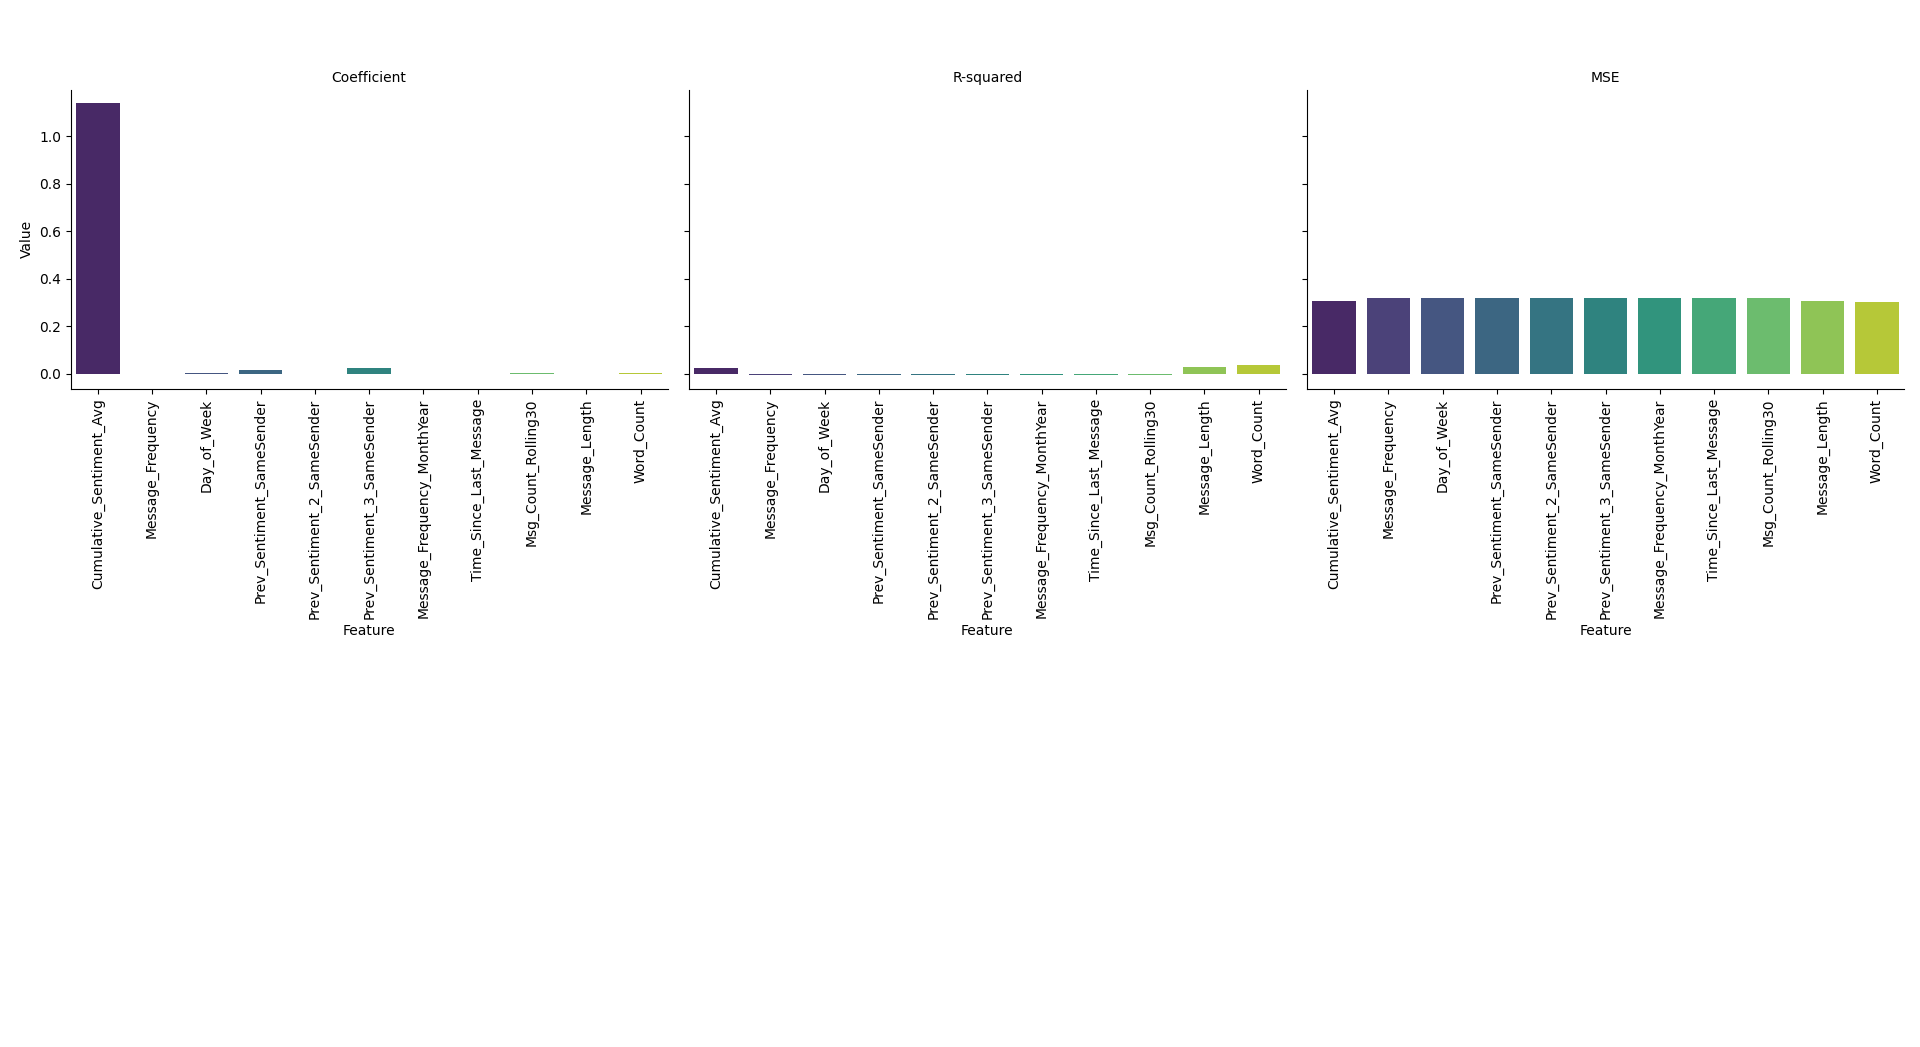 Coefficient
R-squared
MSE
Value
1.0
0.8
0.6
0.4
0.2
0.0
Cumulative_Sentiment_Avg
Message_Frequency
Day_of_Week
Prev_Sentiment_SameSender
Prev_Sentiment_2_SameSender
Prev_Sentiment_3_SameSender
Message_Frequency_MonthYear
Time_Since_Last_Message
Msg_Count_Rolling30
Message_Length
Word_Count
Feature
Cumulative_Sentiment_Avg
Message_Frequency
Day_of_Week
Prev_Sentiment_SameSender
Prev_Sentiment_2_SameSender
Prev_Sentiment_3_SameSender
Message_Frequency_MonthYear
Time_Since_Last_Message
Msg_Count_Rolling30
Message_Length
Word_Count
Feature
Cumulative_Sentiment_Avg
Message_Frequency
Day_of_Week
Prev_Sentiment_SameSender
Prev_Sentiment_2_SameSender
Prev_Sentiment_3_SameSender
Message_Frequency_MonthYear
Time_Since_Last_Message
Msg_Count_Rolling30
Message_Length
Word_Count
Feature